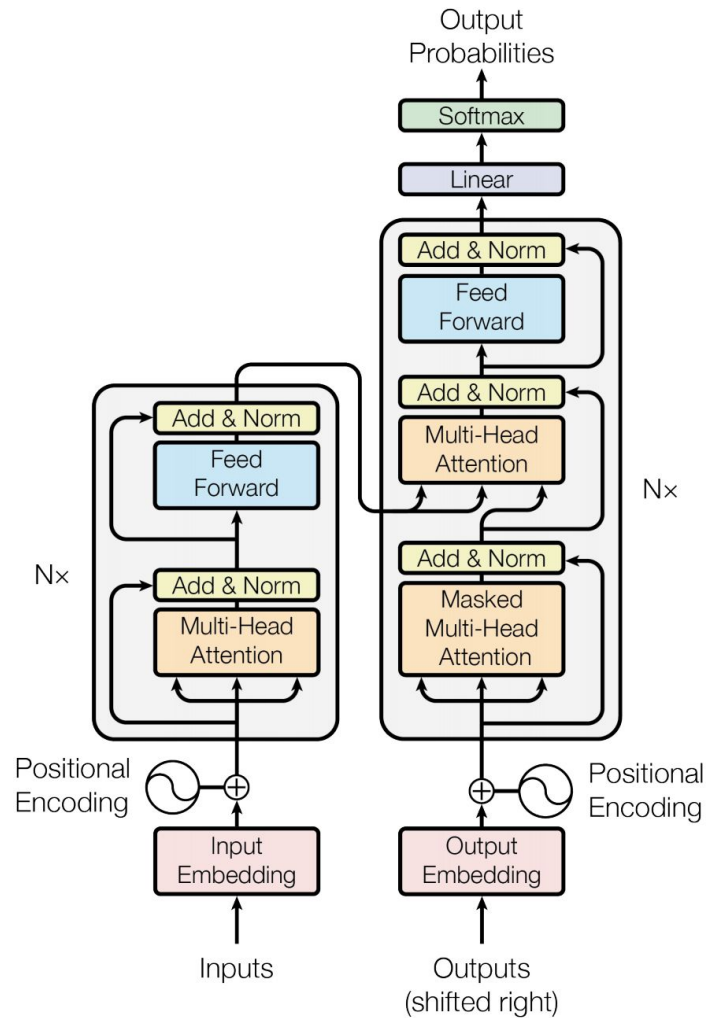 Output
Probabilities
Softmax
Linear
Add & Norm
Feed
Forward
Add & Norm
Multi-Head
Attention
Add & Norm
Masked
Multi-Head
Attention
N×
Add & Norm
Feed
Forward
Add & Norm
Multi-Head
Attention
N×
Positional
Encoding
Positional
Encoding
Input
Embedding
Output
Embedding
Inputs
Outputs
(shifted right)